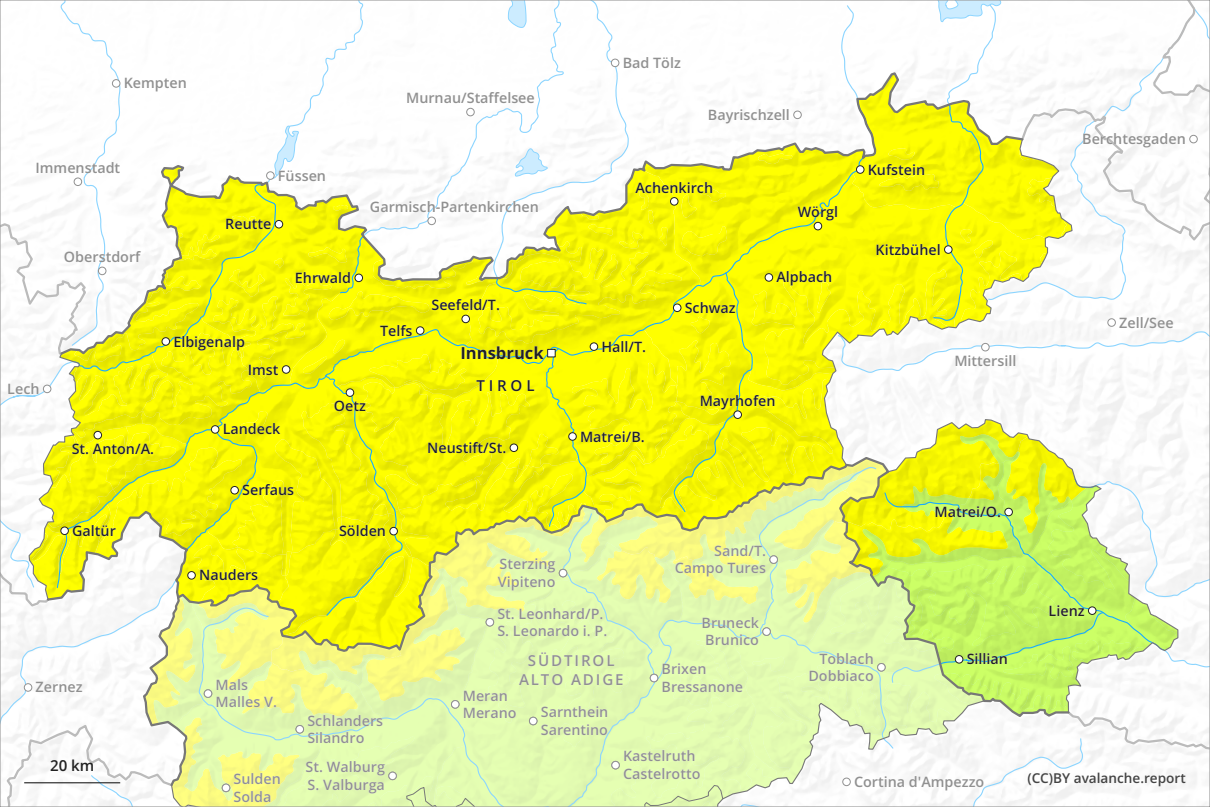 Kempten
Bad Tölz
Murnau/Staffelsee
Bayrischzell
Berchtesgaden
Immenstadt
Füssen
Kufstein
Achenkirch
Garmisch-Partenkirchen
Wörgl
Reutte
Kitzbühel
Oberstdorf
Ehrwald
Alpbach
Seefeld/T.
Schwaz
Zell/See
Telfs
Elbigenalp
Innsbruck
Hall/T.
Mittersill
Imst
TIROL
Lech
Oetz
Mayrhofen
Landeck
Matrei/B.
St. Anton/A.
Neustift/St.
Serfaus
Matrei/O.
Galtür
Sölden
Sand/T.
Campo Tures
Sterzing
Vipiteno
Nauders
Lienz
St. Leonhard/P.
S. Leonardo i. P.
Bruneck
Brunico
SÜDTIROL
ALTO ADIGE
Toblach
Dobbiaco
Sillian
Brixen
Bressanone
Zernez
Mals
Malles V.
Meran
Merano
Sarnthein
Sarentino
Schlanders
Silandro
Kastelruth
Castelrotto
20 km
St. Walburg
S. Valburga
Sulden
Solda
Cortina d'Ampezzo
(CC)BY avalanche.report